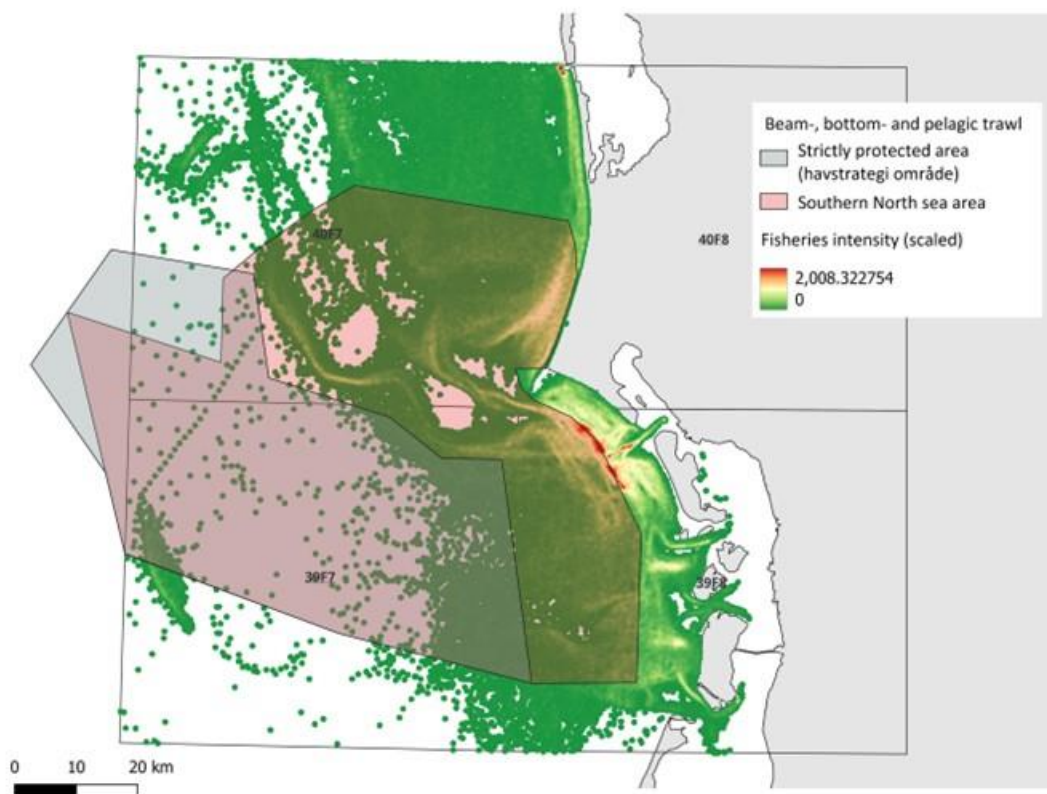 Beam-, bottom- and pelagic trawl
Strictly protected area
(havstrategi område)
Southern North sea area
Fisheries intensity (scaled)
2,008.322754
0
40F7
40F8
39F7
39F8
0 10 20 km